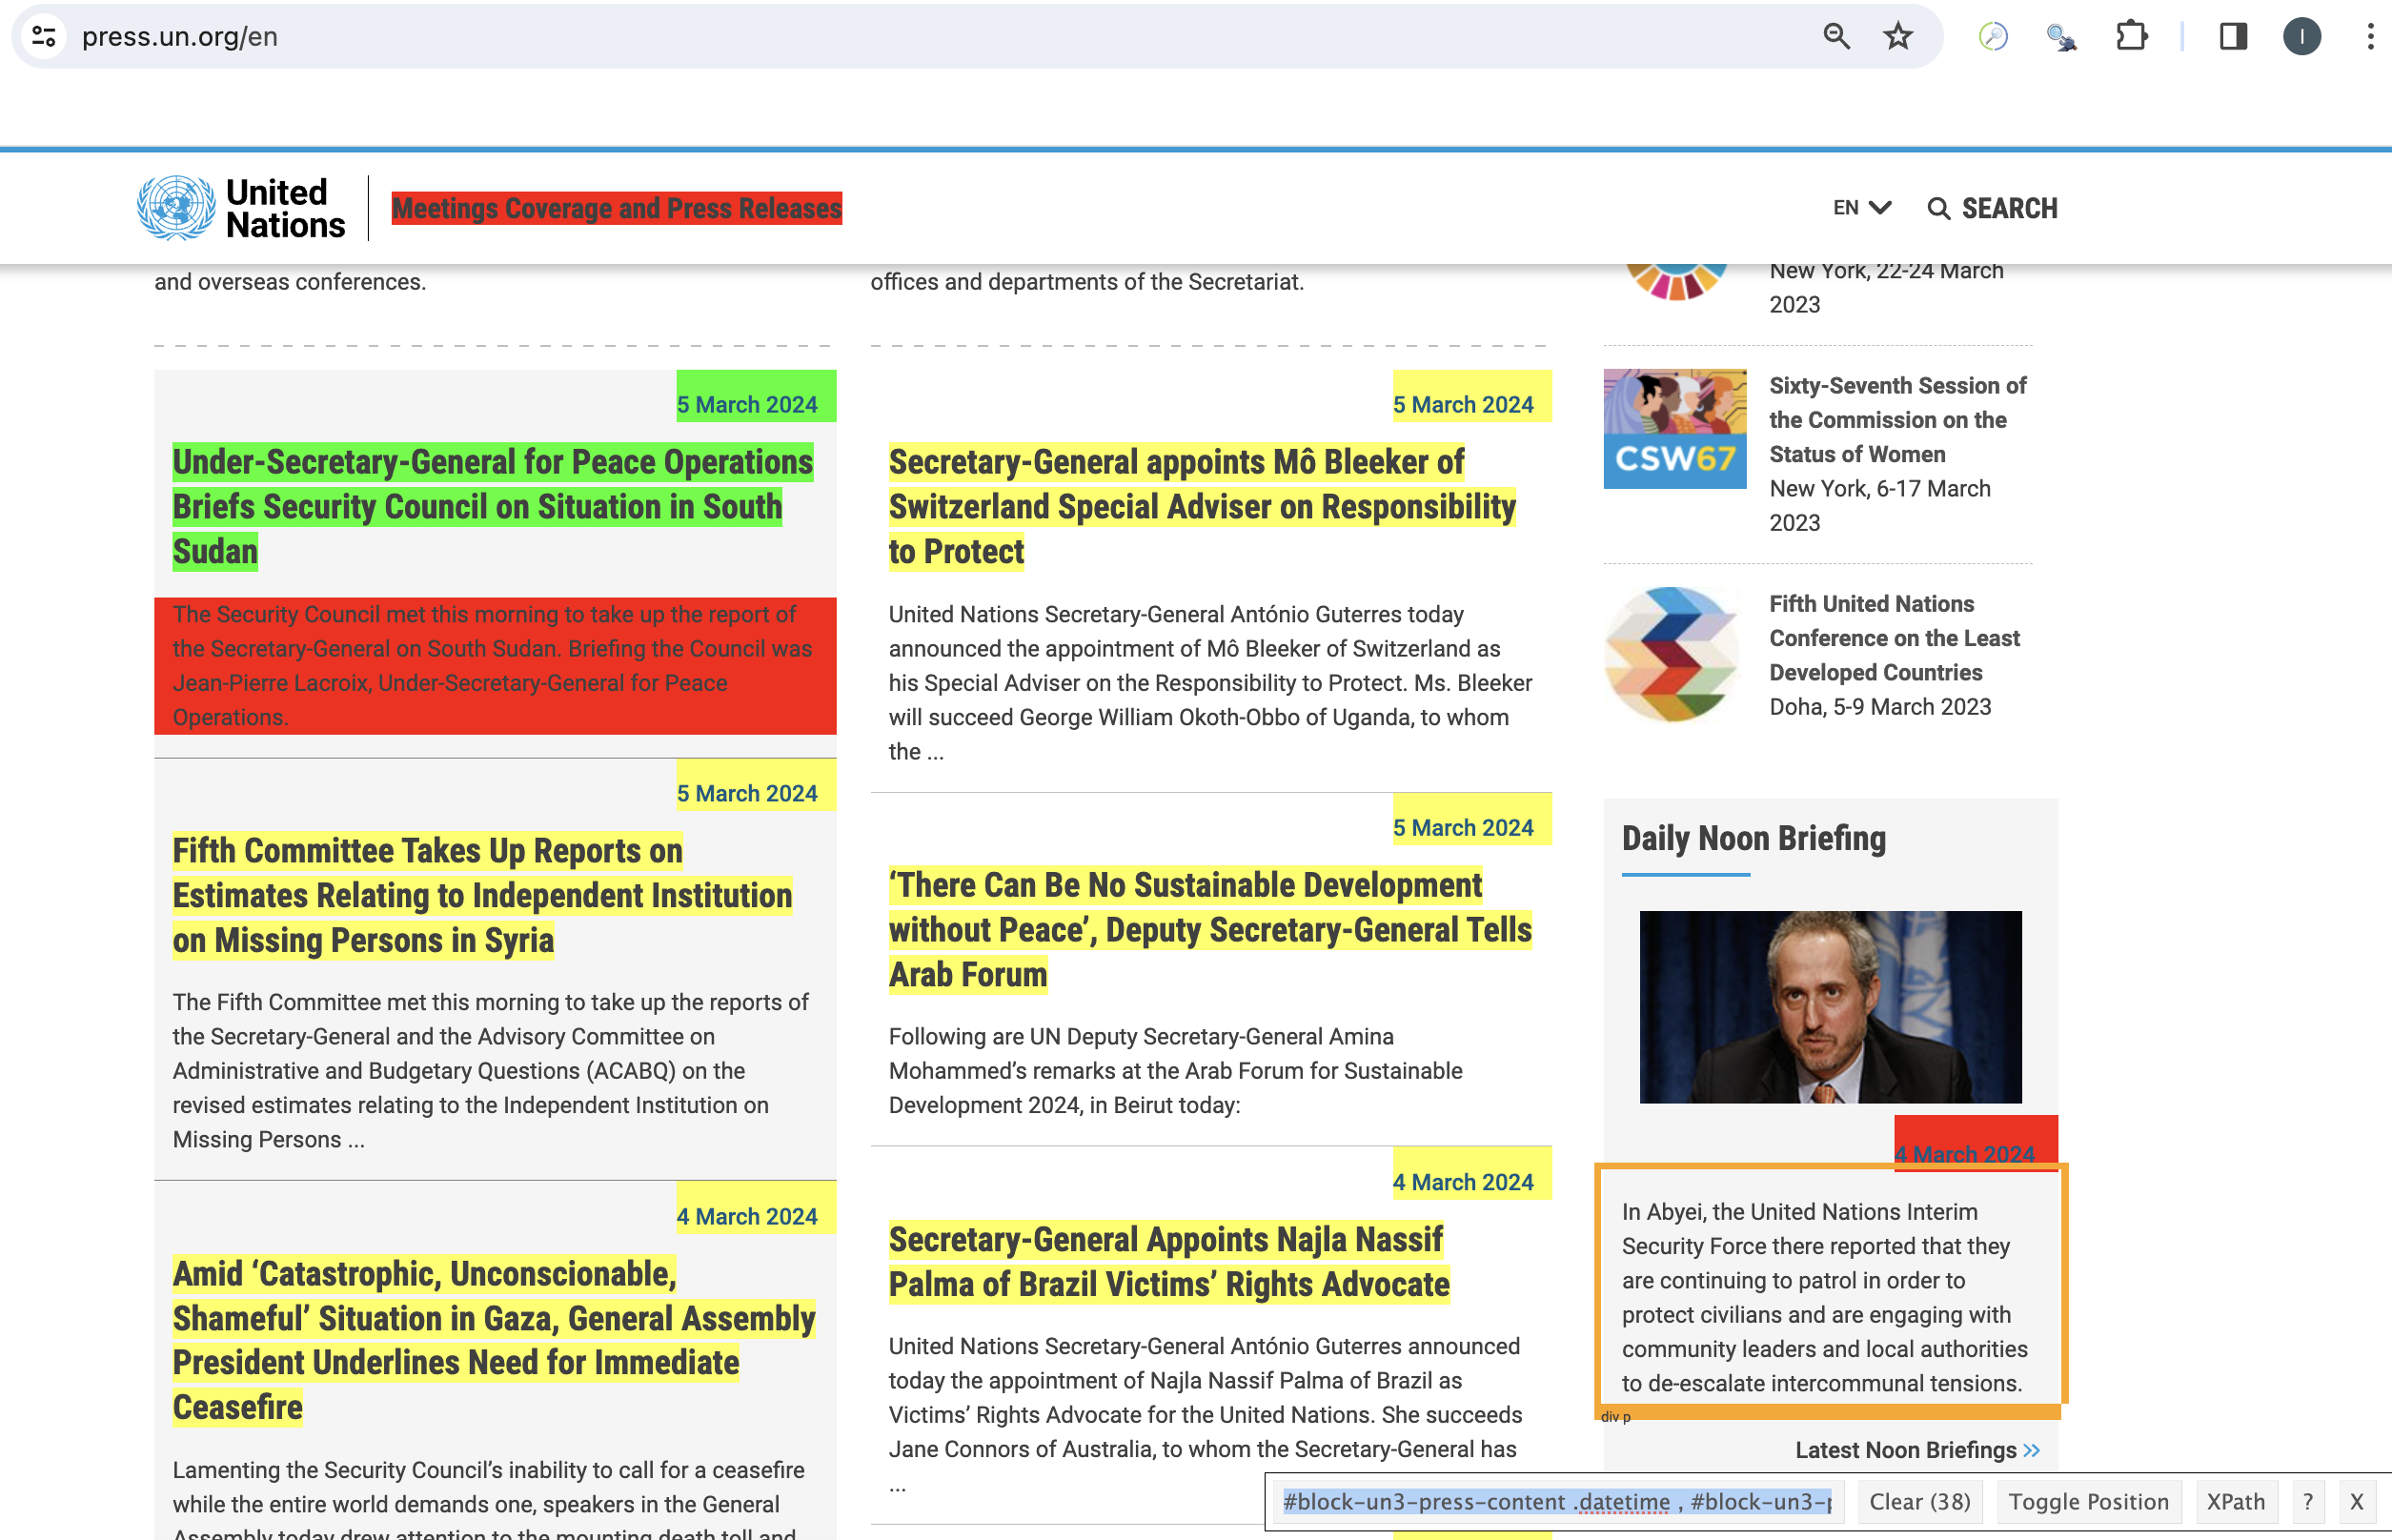 press.un.org/en
I
United
Nations
Meetings Coverage and Press Releases
EN
SEARCH
and overseas conferences.
5 March 2024
Under-Secretary-General for Peace Operations
Briefs Security Council on Situation in South
Sudan
The Security Council met this morning to take up the report of
the Secretary-General on South Sudan. Briefing the Council was
Jean-Pierre Lacroix, Under-Secretary-General for Peace
Operations.
5 March 2024
Fifth Committee Takes Up Reports on
Estimates Relating to Independent Institution
on Missing Persons in Syria
The Fifth Committee met this morning to take up the reports of
the Secretary-General and the Advisory Committee on
Administrative and Budgetary Questions (ACABQ) on the
revised estimates relating to the Independent Institution on
Missing Persons ...
4 March 2024
Amid ‘Catastrophic, Unconscionable,
Shameful’ Situation in Gaza, General Assembly
President Underlines Need for Immediate
Ceasefire
Lamenting the Security Council’s inability to call for a ceasefire
while the entire world demands one, speakers in the General
Assembly today drew attention to the mounting death toll and
offices and departments of the Secretariat.
5 March 2024
Secretary-General appoints Mô Bleeker of
Switzerland Special Adviser on Responsibility
to Protect
United Nations Secretary-General António Guterres today
announced the appointment of Mô Bleeker of Switzerland as
his Special Adviser on the Responsibility to Protect. Ms. Bleeker
will succeed George William Okoth-Obbo of Uganda, to whom
the ...
5 March 2024
‘There Can Be No Sustainable Development
without Peace’, Deputy Secretary-General Tells
Arab Forum
Following are UN Deputy Secretary-General Amina
Mohammed’s remarks at the Arab Forum for Sustainable
Development 2024, in Beirut today:
4 March 2024
Secretary-General Appoints Najla Nassif
Palma of Brazil Victims’ Rights Advocate
United Nations Secretary-General António Guterres announced
today the appointment of Najla Nassif Palma of Brazil as
Victims’ Rights Advocate for the United Nations. She succeeds
Jane Connors of Australia, to whom the Secretary-General has
...
New York, 22-24 March
2023
CSW67
Sixty-Seventh Session of
the Commission on the
Status of Women
New York, 6-17 March
2023
Fifth United Nations
Conference on the Least
Developed Countries
Doha, 5-9 March 2023
Daily Noon Briefing
4 March 2024
In Abyei, the United Nations Interim
Security Force there reported that they
are continuing to patrol in order to
protect civilians and are engaging with
community leaders and local authorities
to de-escalate intercommunal tensions.
div p
Latest Noon Briefings
#block-un3-press-content .datetime , #block-un3-p
Clear (38)
Toggle Position
XPath
?
X